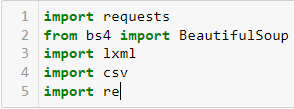 1 import requests
2 from bs4 import BeautifulSoup
3 import lxml
4 import csv
5 import re